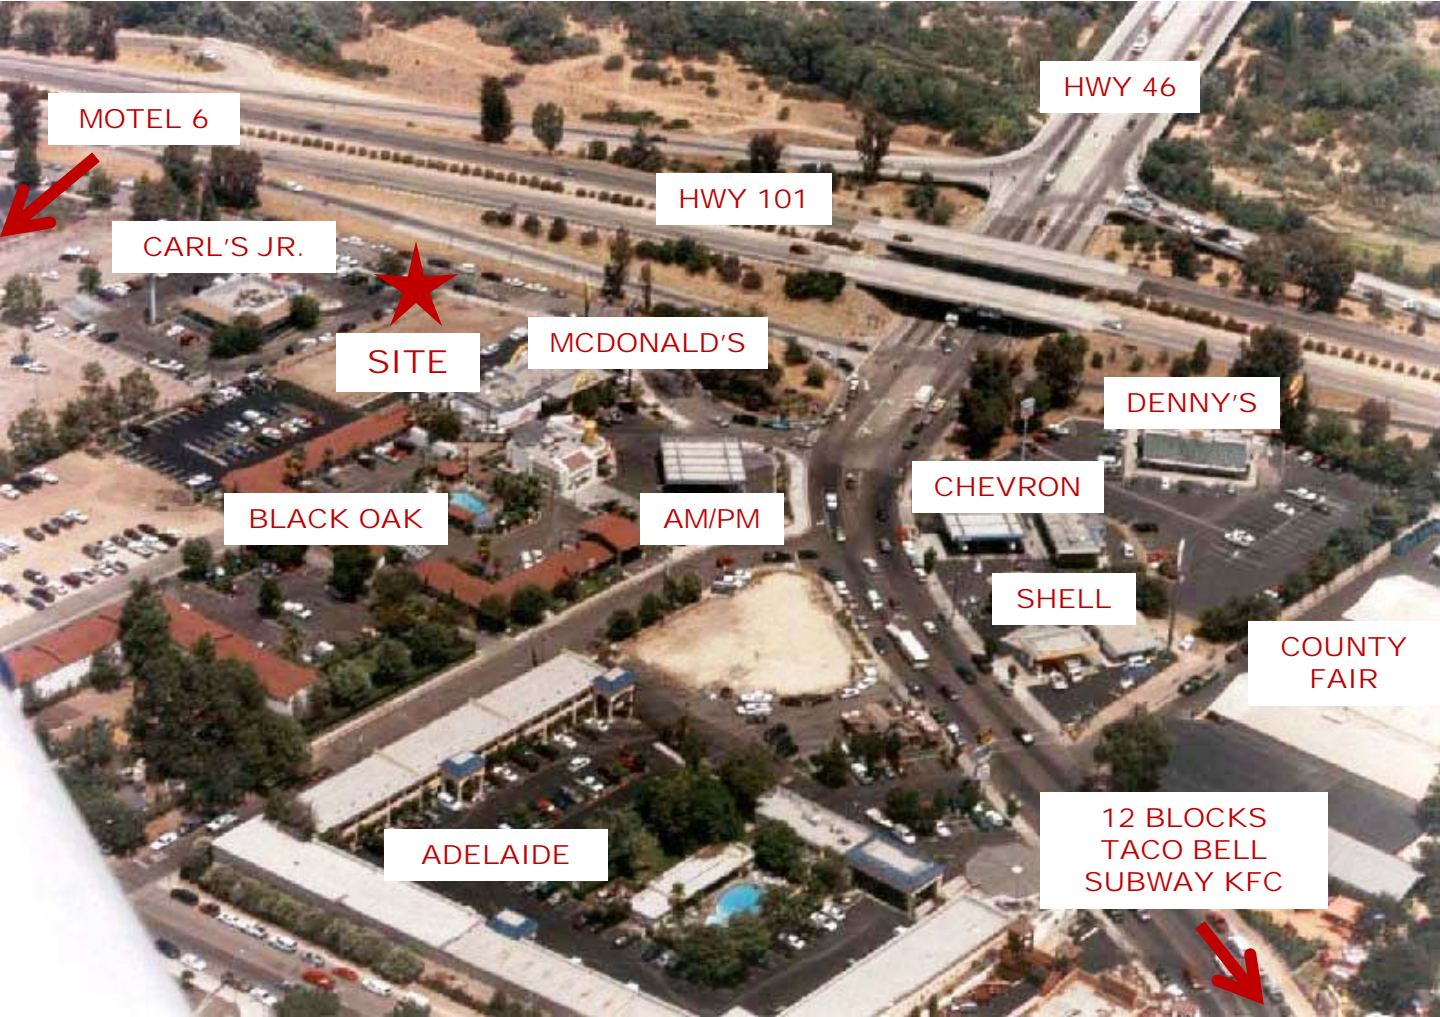 HWY 46
MOTEL 6
HWY 101
CARL'S JR.
MCDONALD'S
SITE
DENNY'S
CHEVRON
BLACK OAK
AM/PM
SHELL
COUNTY
FAIR
12 BLOCKS
TACO BELL
SUBWAY KFC
ADELAIDE